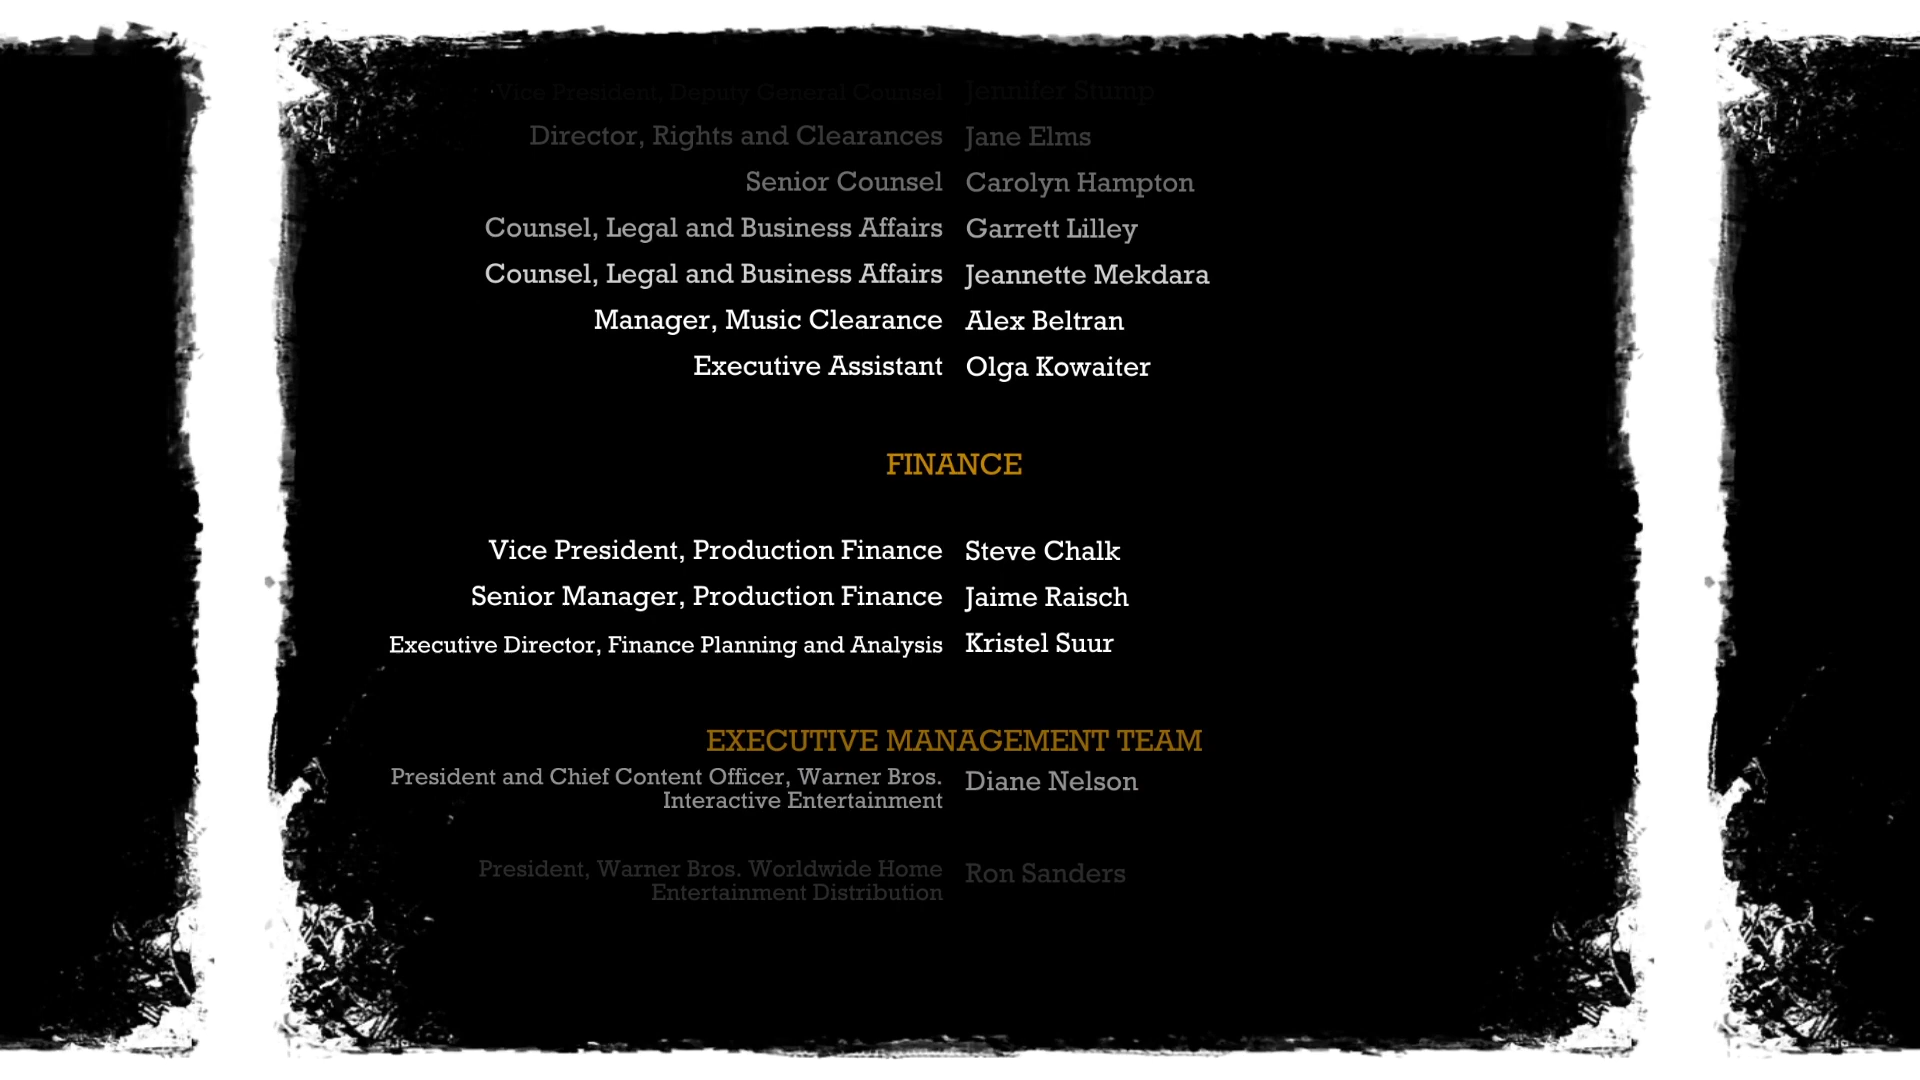 Vice President, Deputy General Counsel Jennifer Stump
Director, Rights and Clearances Jane Elms
Senior Counsel Carolyn Hampton
Counsel, Legal and Business Affairs Garrett Lilley
Counsel, Legal and Business Affairs Jeannette Mekdara
Manager, Music Clearance Alex Beltran
Executive Assistant Olga Kowaiter
FINANCE
Vice President, Production Finance Steve Chalk
Senior Manager, Production Finance Jaime Raisch
Executive Director, Finance Planning and Analysis Kristel Suur
EXECUTIVE MANAGEMENT TEAM
President and Chief Content Officer, Warner Bros. Diane Nelson
Interactive Entertainment
President, Warner Bros. Worldwide Home Ron Sanders
Entertainment Distribution